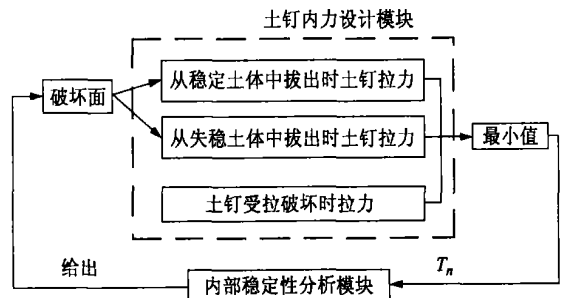 土钉内力设计模块
从稳定土体中拔出时土钉拉力
破坏面
从失稳土体中拔出时土钉拉力
最小值
土钉受拉破坏时拉力
给出
Tn
内部稳定性分析模块